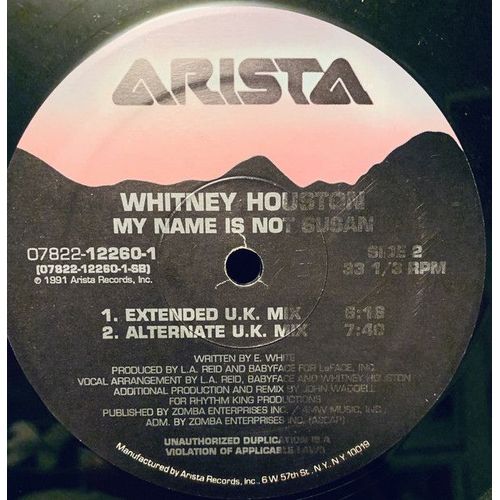 ARISTA
WHITNEY HOUSTON
MY NAME IS NOT SUSAN
07822-12260-1
(07822-12260-1-SB)
℗ 1991 Arista Records, Inc.
SIDE 2
33 1/3 RPM
1. EXTENDED U.K. MIX 6:18
2. ALTERNATE U.K. MIX 7:40
WRITTEN BY E. WHITE
PRODUCED BY L.A. REID AND BABYFACE FOR LaFACE, INC.
VOCAL ARRANGEMENT BY L.A. REID, BABYFACE AND WHITNEY HOUSTON
ADDITIONAL PRODUCTION AND REMIX BY JOHN WADDELL
FOR RHYTHM KING PRODUCTIONS
PUBLISHED BY ZOMBA ENTERPRISES INC. / 4MW MUSIC, INC.,
ADM. BY ZOMBA ENTERPRISES INC. (ASCAP)
UNAUTHORIZED DUPLICATION IS A
VIOLATION OF APPLICABLE LAWS
Manufactured by Arista Records, Inc., 6 W 57th St., N.Y., N.Y. 10019